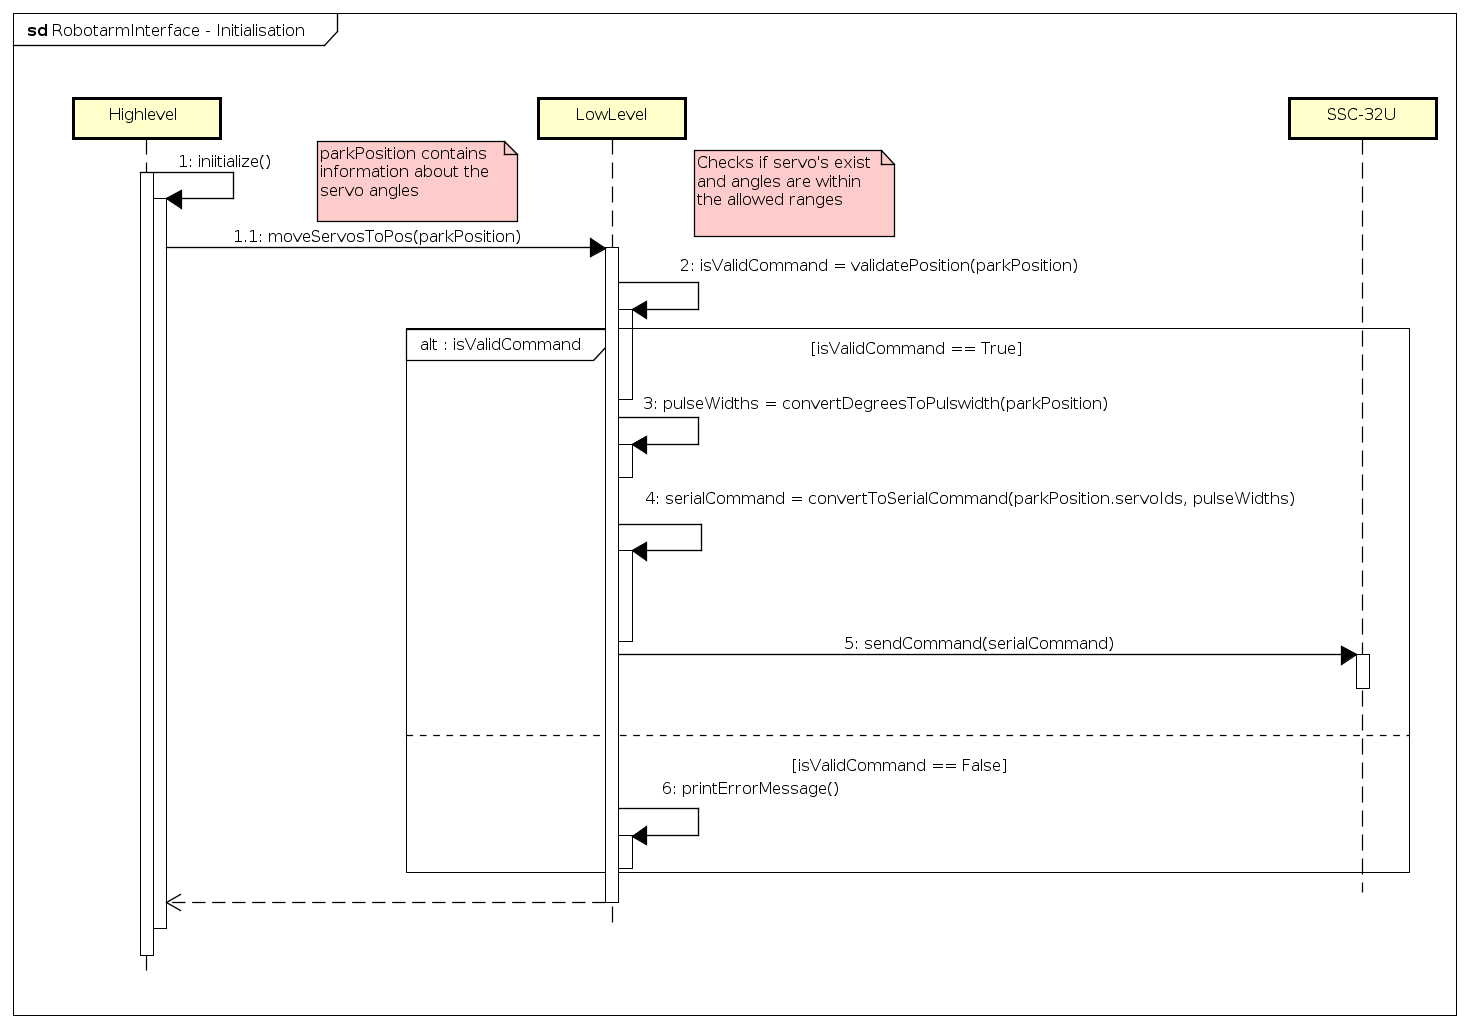 sd RobotarmInterface - Initialisation
Highlevel
LowLevel
SSC-32U
1: iniitialize()
parkPosition contains
information about the
servo angles
Checks if servo's exist
and angles are within
the allowed ranges
1.1: moveServosToPos(parkPosition)
2: isValidCommand = validatePosition(parkPosition)
alt : isValidCommand
[isValidCommand == True]
3: pulseWidths = convertDegreesToPulswidth(parkPosition)
4: serialCommand = convertToSerialCommand(parkPosition.servoIds, pulseWidths)
5: sendCommand(serialCommand)
[isValidCommand == False]
6: printErrorMessage()